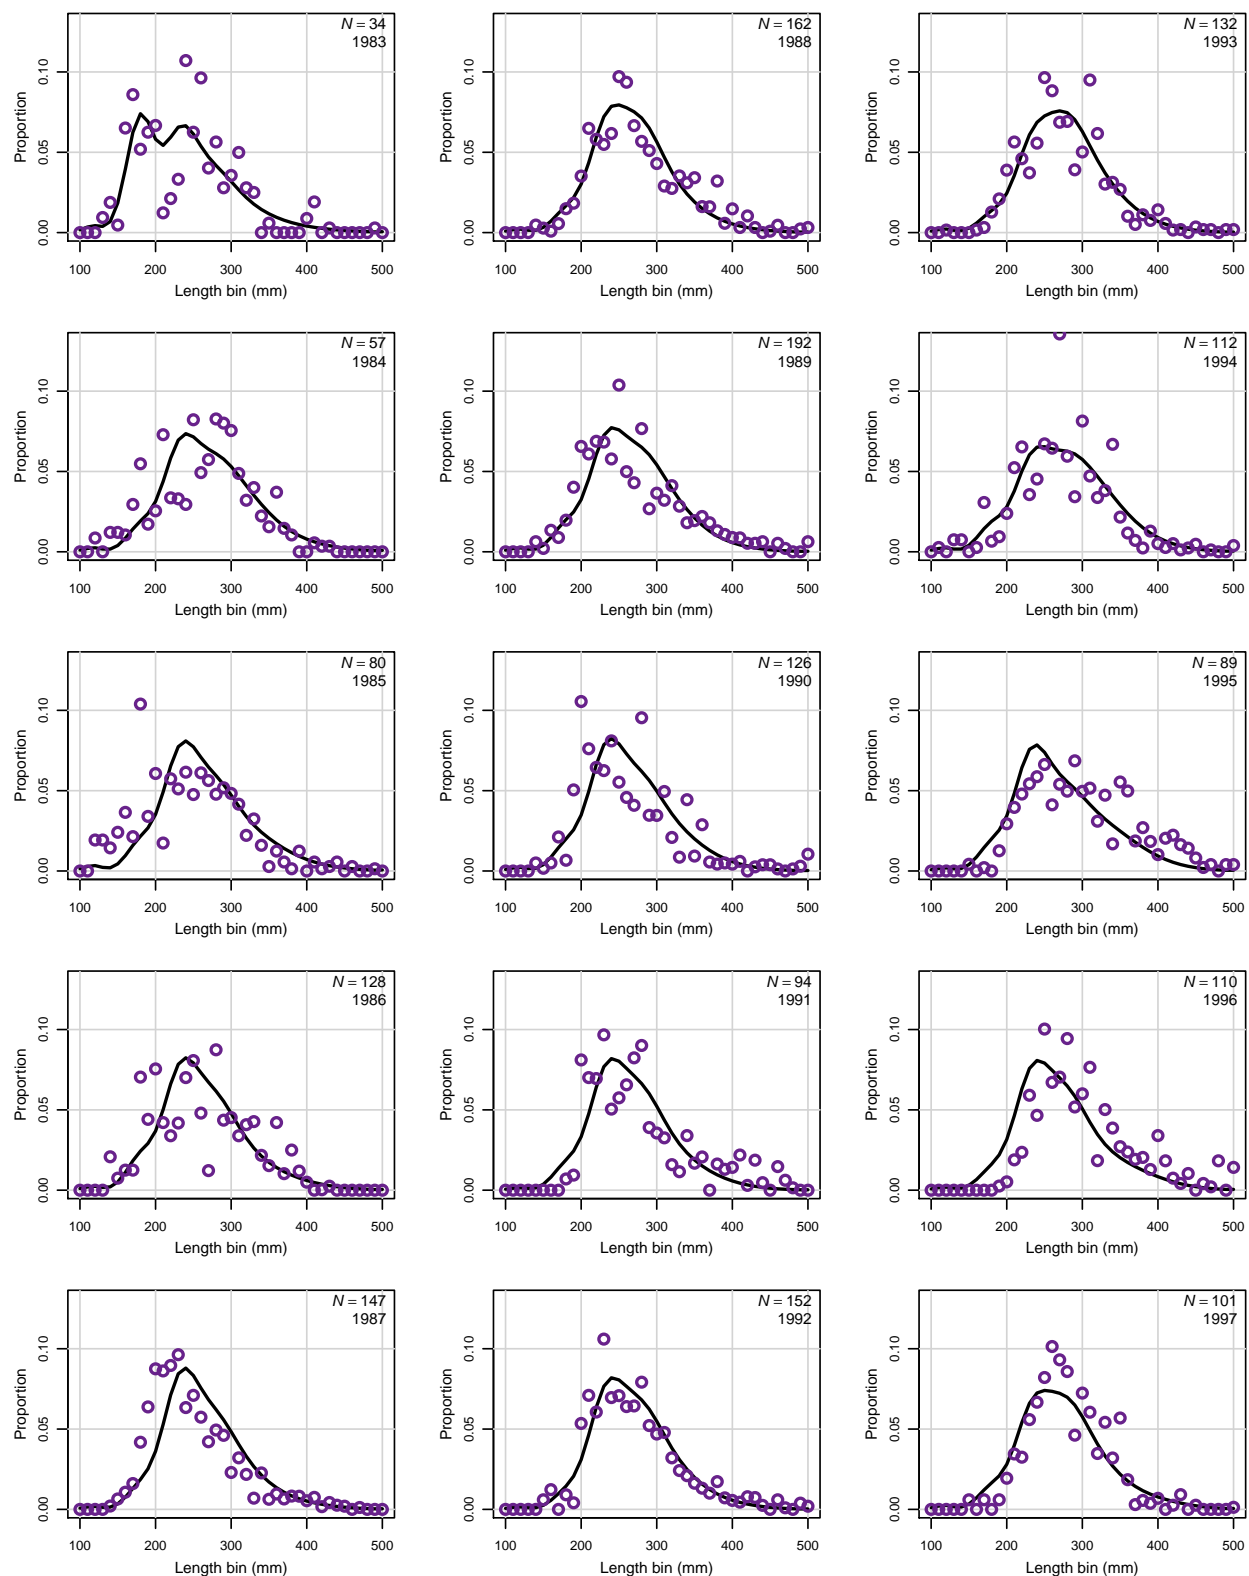 N = 34
1983
Proportion
0.00 0.05 0.10
100 200 300 400 500
Length bin (mm)
N = 162
1988
Proportion
0.00 0.05 0.10
100 200 300 400 500
Length bin (mm)
N = 132
1993
Proportion
0.00 0.05 0.10
100 200 300 400 500
Length bin (mm)
N = 57
1984
Proportion
0.00 0.05 0.10
100 200 300 400 500
Length bin (mm)
N = 192
1989
Proportion
0.00 0.05 0.10
100 200 300 400 500
Length bin (mm)
N = 112
1994
Proportion
0.00 0.05 0.10
100 200 300 400 500
Length bin (mm)
N = 80
1985
Proportion
0.00 0.05 0.10
100 200 300 400 500
Length bin (mm)
N = 126
1990
Proportion
0.00 0.05 0.10
100 200 300 400 500
Length bin (mm)
N = 89
1995
Proportion
0.00 0.05 0.10
100 200 300 400 500
Length bin (mm)
N = 128
1986
Proportion
0.00 0.05 0.10
100 200 300 400 500
Length bin (mm)
N = 94
1991
Proportion
0.00 0.05 0.10
100 200 300 400 500
Length bin (mm)
N = 110
1996
Proportion
0.00 0.05 0.10
100 200 300 400 500
Length bin (mm)
N = 147
1987
Proportion
0.00 0.05 0.10
100 200 300 400 500
Length bin (mm)
N = 152
1992
Proportion
0.00 0.05 0.10
100 200 300 400 500
Length bin (mm)
N = 101
1997
Proportion
0.00 0.05 0.10
100 200 300 400 500
Length bin (mm)